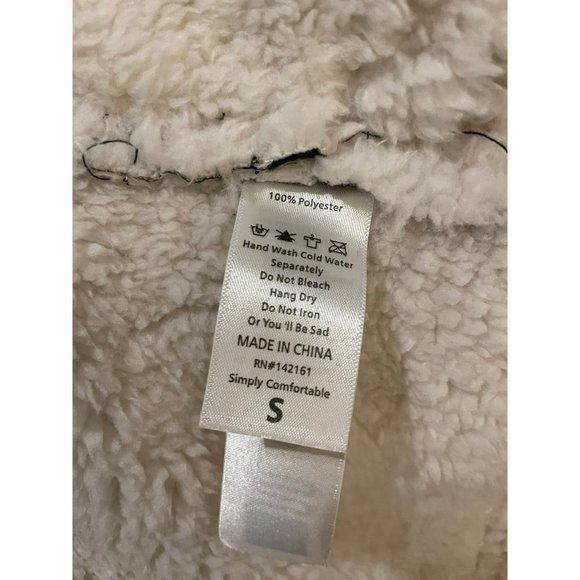 100% Polyester
Hand Wash Cold Water
Separately
Do Not Bleach
Hang Dry
Do Not Iron
Or You 'll Be Sad
MADE IN CHINA
RN#142161
Simply Comfortable
S